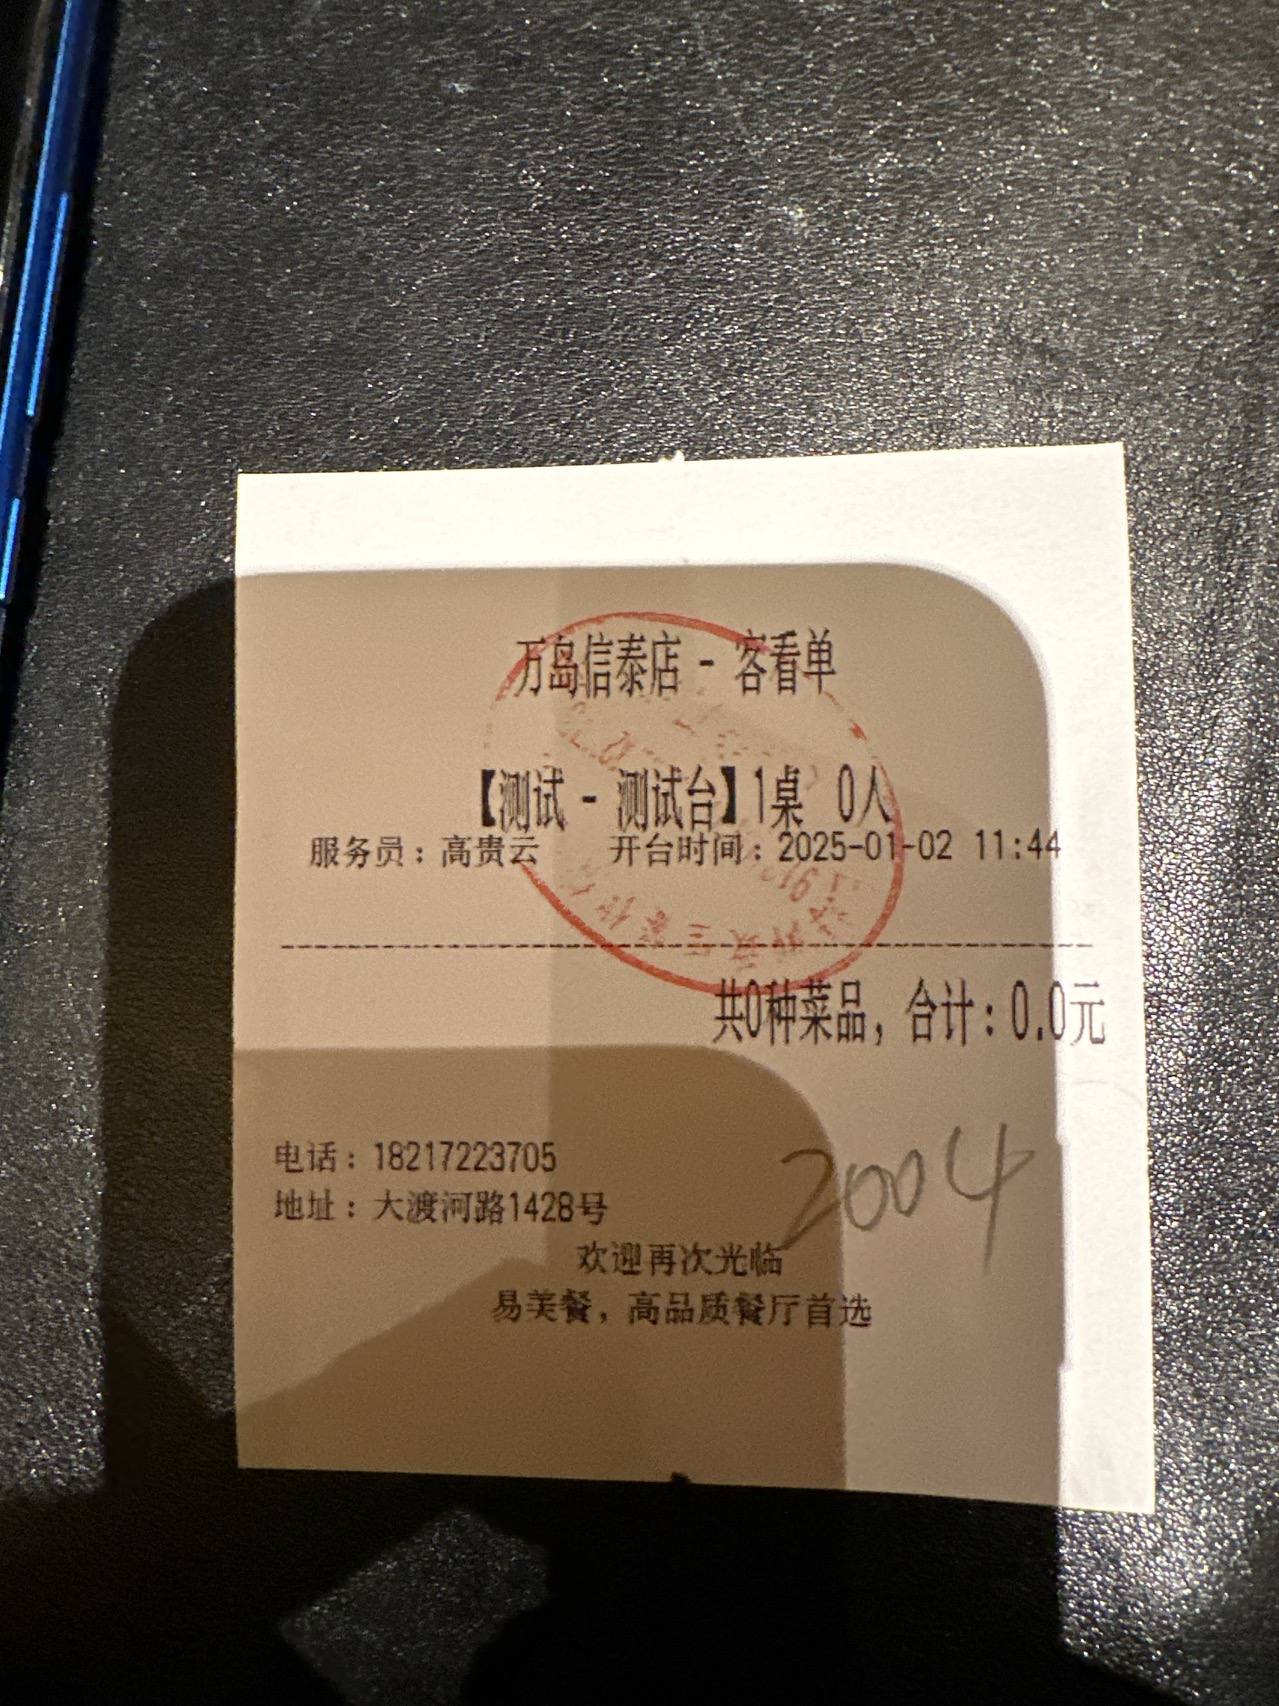 万岛信泰店 - 客看单
【测试 - 测试台】1桌 0人
服务员：高贵云 开台时间：2025-01-02 11:44
共0种菜品，合计：0.0元
电话：18217223705
2004
地址：大渡河路1428号
欢迎再次光临
易美餐，高品质餐厅首选